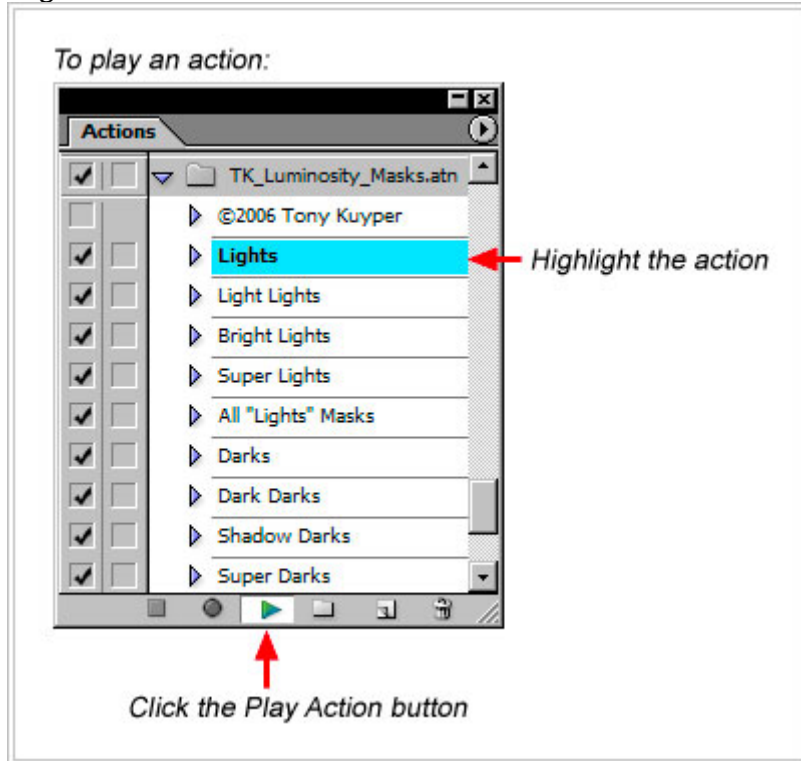 To play an action:
Actions
TK_Luminosity_Masks.atn
©2006 Tony Kuyper
Lights
Highlight the action
Light Lights
Bright Lights
Super Lights
All "Lights" Masks
Darks
Dark Darks
Shadow Darks
Super Darks
Click the Play Action button